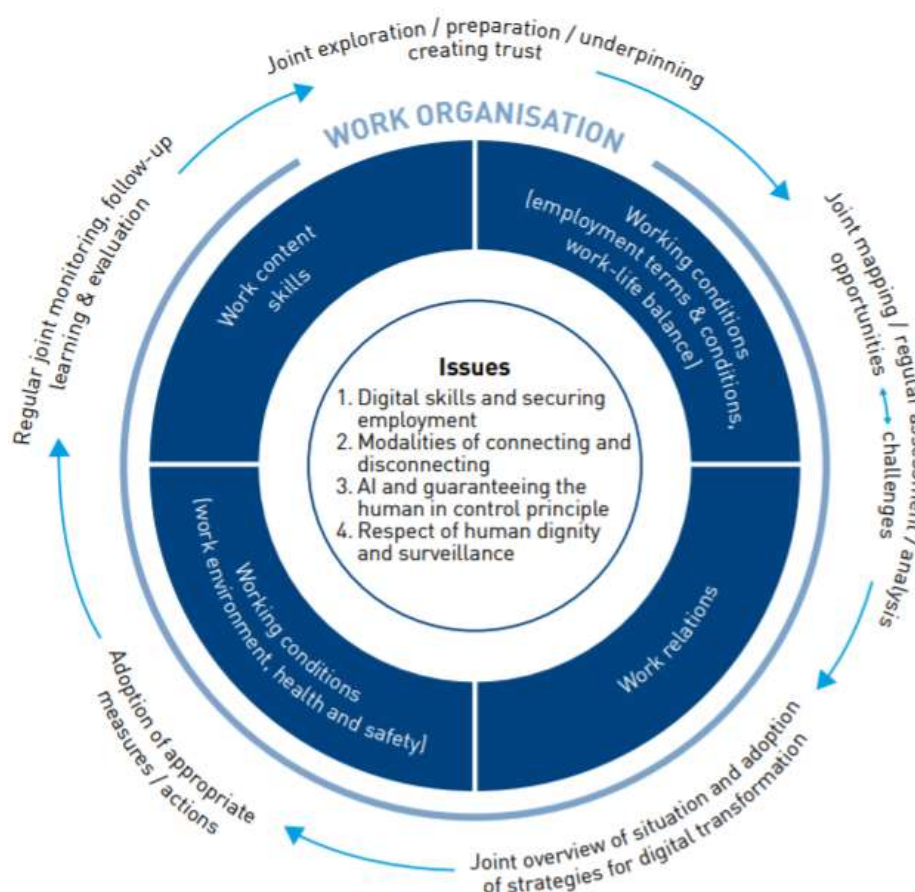 Joint exploration / preparation / underpinning
creating trust
WORK ORGANISATION
Joint mapping / regular assessment / analysis
opportunities
challenges
Joint overview of situation and adoption
of strategies for digital transformation
Adoption of appropriate
measures / actions
Regular joint monitoring, follow-up
learning & evaluation
Work content
skills
Working conditions
(employment terms & conditions,
work-life balance)
Work relations
Working conditions
(work environment, health and safety)
Issues
1. Digital skills and securing
employment
2. Modalities of connecting and
disconnecting
3. AI and guaranteeing the
human in control principle
4. Respect of human dignity
and surveillance